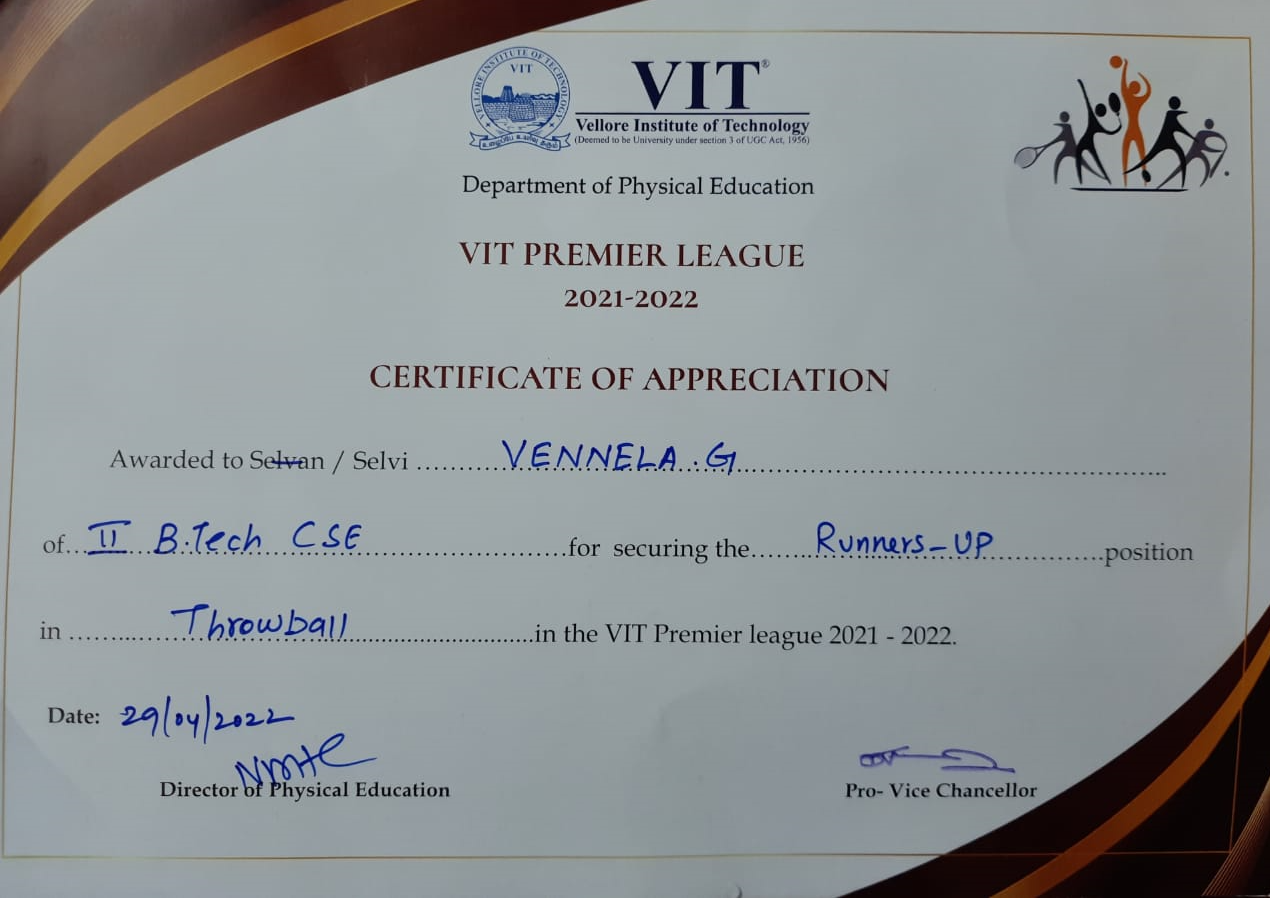 VELLORE INSTITUTE OF TECHNOLOGY
VIT
VIT®
Vellore Institute of Technology
(Deemed to be University under section 3 of UGC Act, 1956)
Department of Physical Education
VIT PREMIER LEAGUE
2021-2022
CERTIFICATE OF APPRECIATION
Awarded to Selvan / Selvi VENNELA.G
of II B.Tech CSE for securing the Runners-UP position
in Throwball in the VIT Premier league 2021 - 2022.
Date: 29/04/2022
Director of Physical Education
Pro- Vice Chancellor